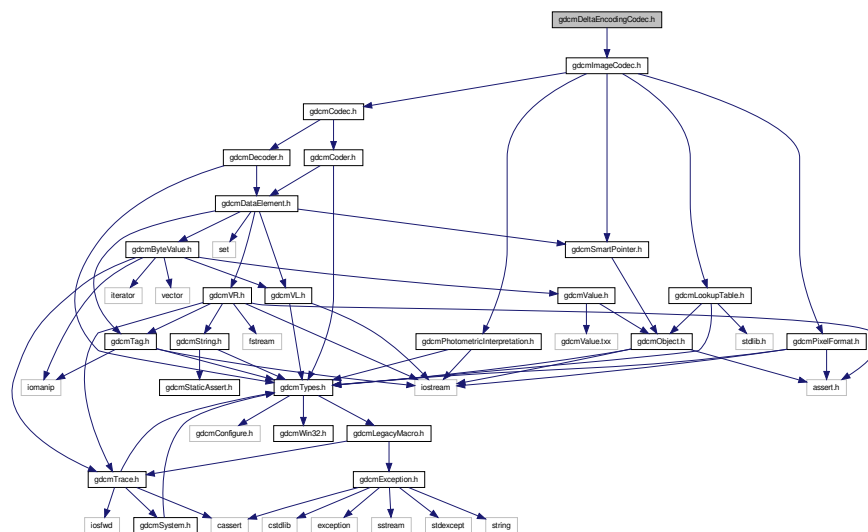 gdcmDeltaEncodingCodec.h
gdcmImageCodec.h
gdcmCodec.h
gdcmDecoder.h
gdcmCoder.h
gdcmDataElement.h
gdcmByteValue.h
set
gdcmSmartPointer.h
iterator
vector
gdcmVR.h
gdcmVL.h
gdcmValue.h
gdcmLookupTable.h
gdcmTag.h
gdcmString.h
fstream
gdcmPhotometricInterpretation.h
gdcmValue.txx
gdcmObject.h
stdlib.h
gdcmPixelFormat.h
iomanip
gdcmStaticAssert.h
gdcmTypes.h
iostream
assert.h
gdcmConfigure.h
gdcmWin32.h
gdcmLegacyMacro.h
gdcmTrace.h
gdcmException.h
iosfwd
gdcmSystem.h
cassert
cstdlib
exception
sstream
stdexcept
string